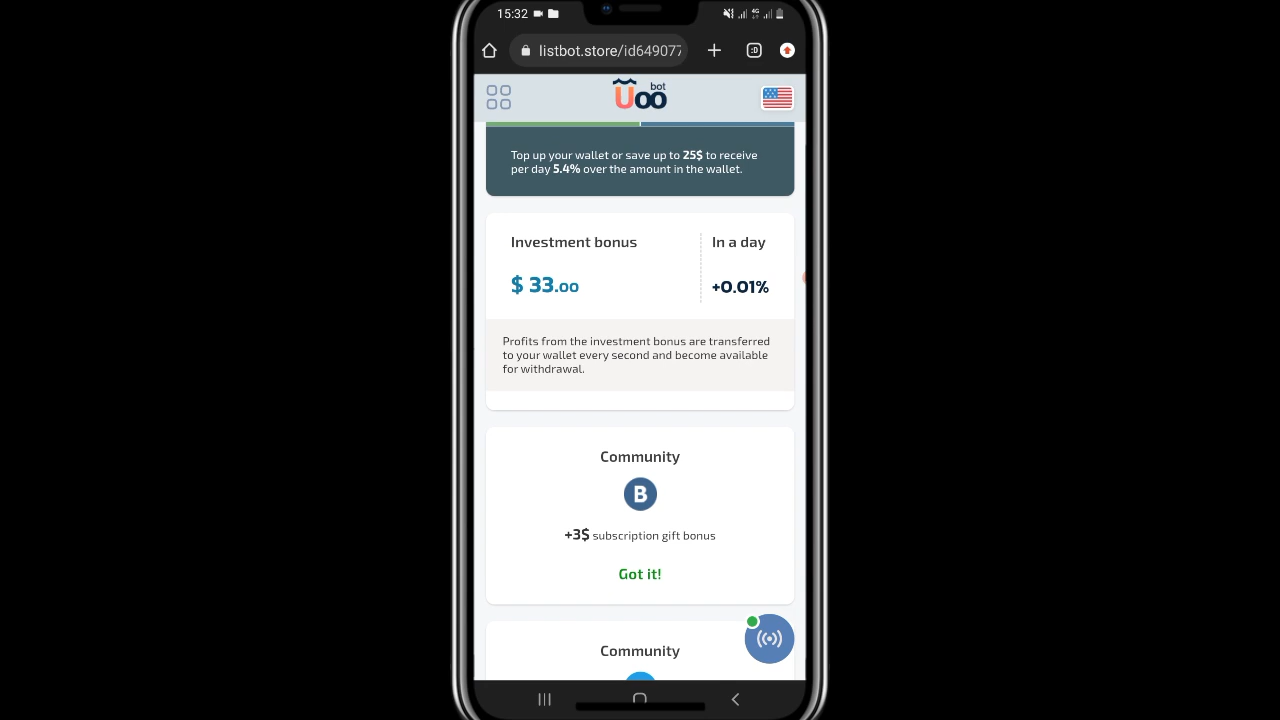 15:32
4G
listbot.store/id649077
:D
Uoo bot
Top up your wallet or save up to 25$ to receive
per day 5.4% over the amount in the wallet.
Investment bonus
In a day
$ 33.00
+0.01%
Profits from the investment bonus are transferred
to your wallet every second and become available
for withdrawal.
Community
B
+3$ subscription gift bonus
Got it!
Community